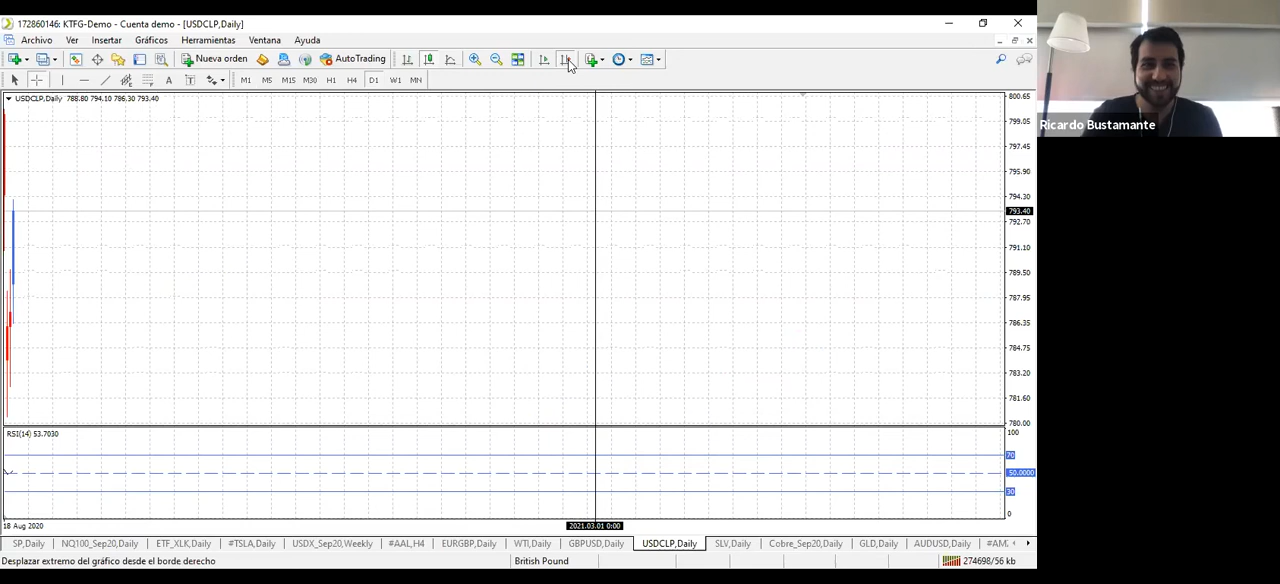 172860146: KTFG-Demo - Cuenta demo - [USDCLP,Daily]
Archivo Ver Insertar Gráficos Herramientas Ventana Ayuda
Nueva orden AutoTrading
A T M1 M5 M15 M30 H1 H4 D1 W1 MN
USDCLP,Daily 788.80 794.10 786.30 793.40
800.65
799.05
797.45
795.90
794.30
793.40
792.70
791.10
789.50
787.95
786.35
784.75
783.20
781.60
780.00
RSI(14) 53.7030
100
70
50.0000
30
0
18 Aug 2020
2021.03.01 0:00
SP,Daily NQ100_Sep20,Daily ETF_XLK,Daily #TSLA,Daily USDX_Sep20,Weekly #AAL,H4 EURGBP,Daily WTI,Daily GBPUSD,Daily USDCLP,Daily SLV,Daily Cobre_Sep20,Daily GLD,Daily AUDUSD,Daily
Desplazar extremo del gráfico desde el borde derecho British Pound 274698/56 kb
Ricardo Bustamante